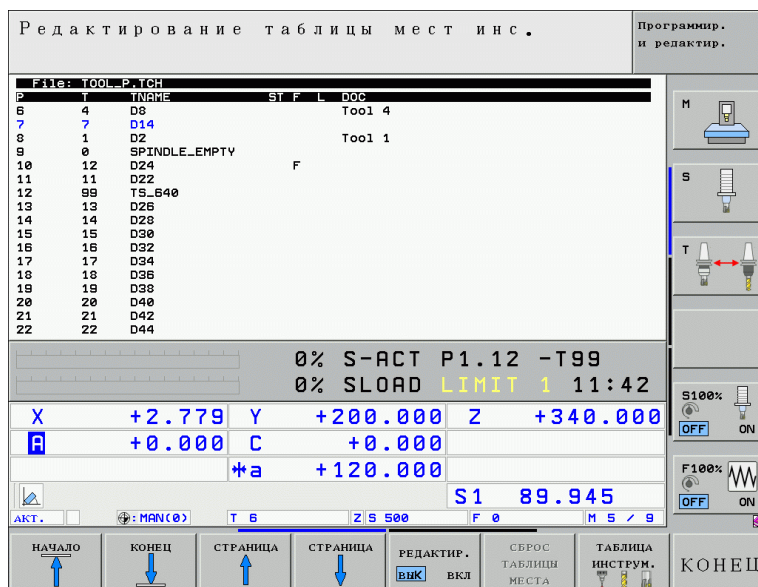 Редактирование таблицы мест инс.
Программир.
и редактир.
File: TOOL_P.TCH
P T TNAME ST F L DOC
6 4 D8 Tool 4
7 7 D14
8 1 D2 Tool 1
9 0 SPINDLE_EMPTY
10 12 D24 F
11 11 D22
12 99 TS_640
13 13 D26
14 14 D28
15 15 D30
16 16 D32
17 17 D34
18 18 D36
19 19 D38
20 20 D40
21 21 D42
22 22 D44
M
S
T
0% S-ACT P1.12 -T99
0% SLOAD LIMIT 1 11:42
X +2.779 Y +200.000 Z +340.000
A +0.000 C +0.000
a +120.000
S1 89.945
АКТ. : MAN(0) T 6 Z S 500 F 0 M 5 / 9
S100%
OFF ON
F100%
OFF ON
НАЧАЛО
КОНЕЦ
СТРАНИЦА
СТРАНИЦА
РЕДАКТИР.
ВЫК ВКЛ
СБРОС
ТАБЛИЦЫ
МЕСТА
ТАБЛИЦА
ИНСТРУМ.
КОНЕЦ